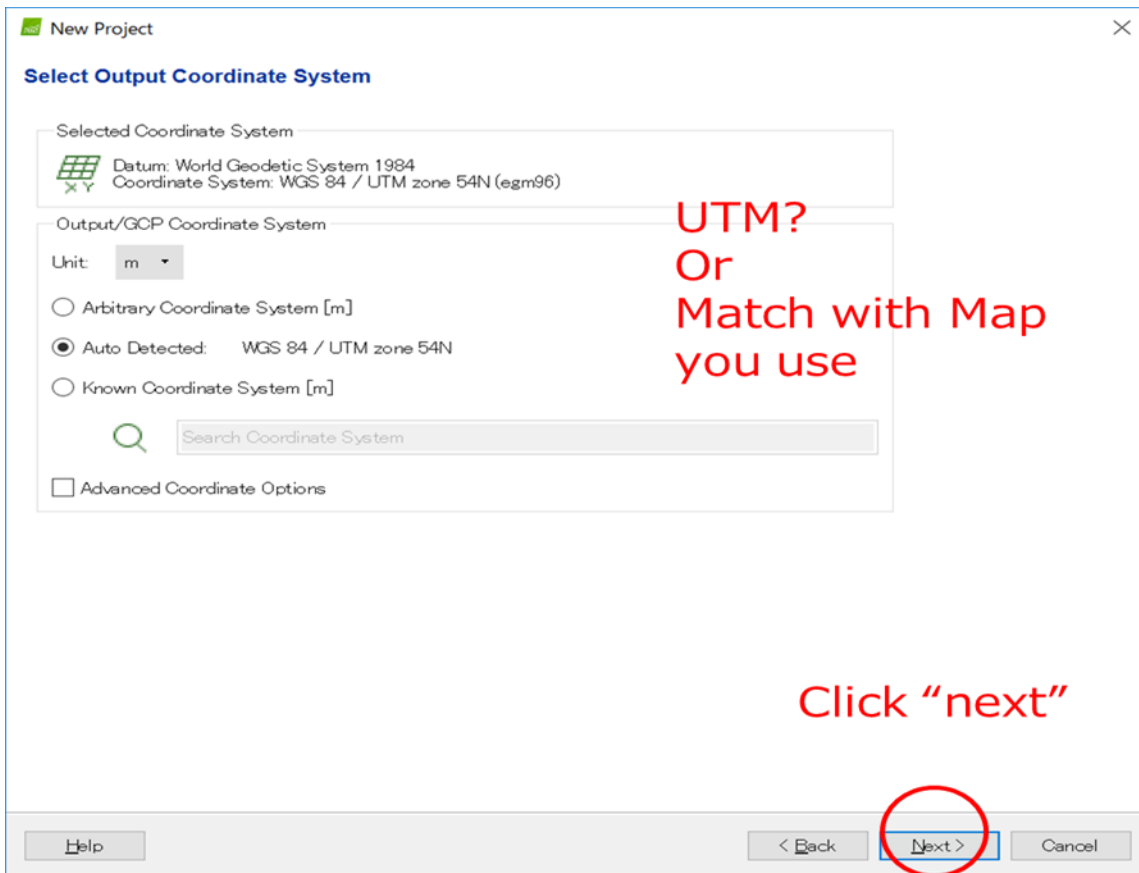 New Project
Select Output Coordinate System
Selected Coordinate System
Datum: World Geodetic System 1984
X Y
Coordinate System: WGS 84 / UTM zone 54N (egm96)
Output/GCP Coordinate System
Unit: m
Arbitrary Coordinate System [m]
Auto Detected: WGS 84 / UTM zone 54N
Known Coordinate System [m]
Search Coordinate System
Advanced Coordinate Options
UTM?
Or
Match with Map
you use
Click “next”
Help
< Back
Next >
Cancel